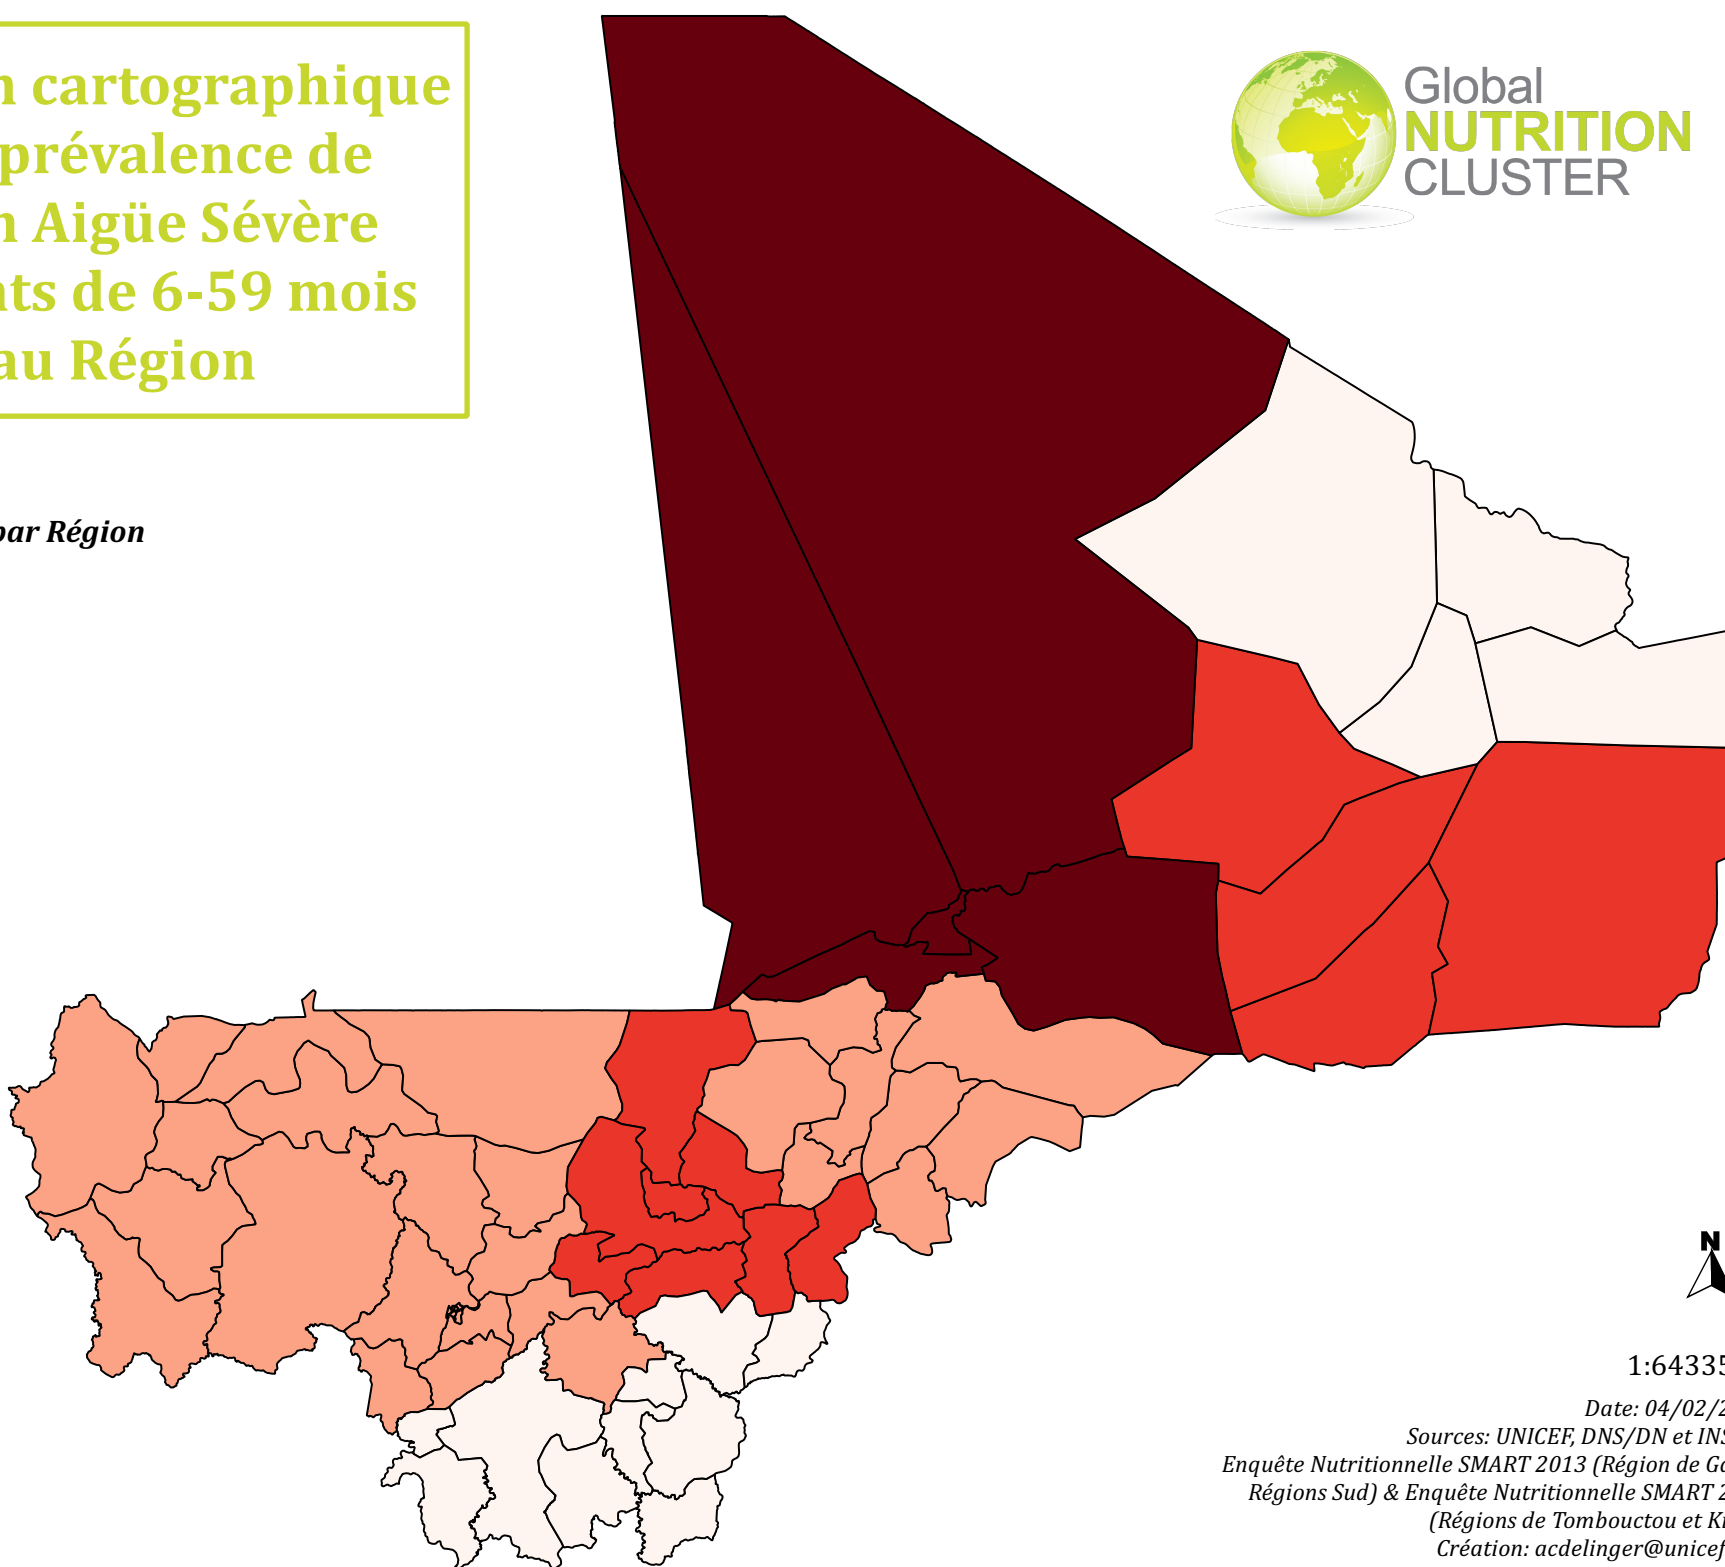 n cartographique
prévalence de
n Aigüe Sévère
nts de 6-59 mois
au Région
par Région
Global
NUTRITION
CLUSTER
N
1:64335
Date: 04/02/2
Sources: UNICEF, DNS/DN et INS
Enquête Nutritionnelle SMART 2013 (Région de Ga
Régions Sud) & Enquête Nutritionnelle SMART 2
(Régions de Tombouctou et Ki
Création: acdelinger@unicef